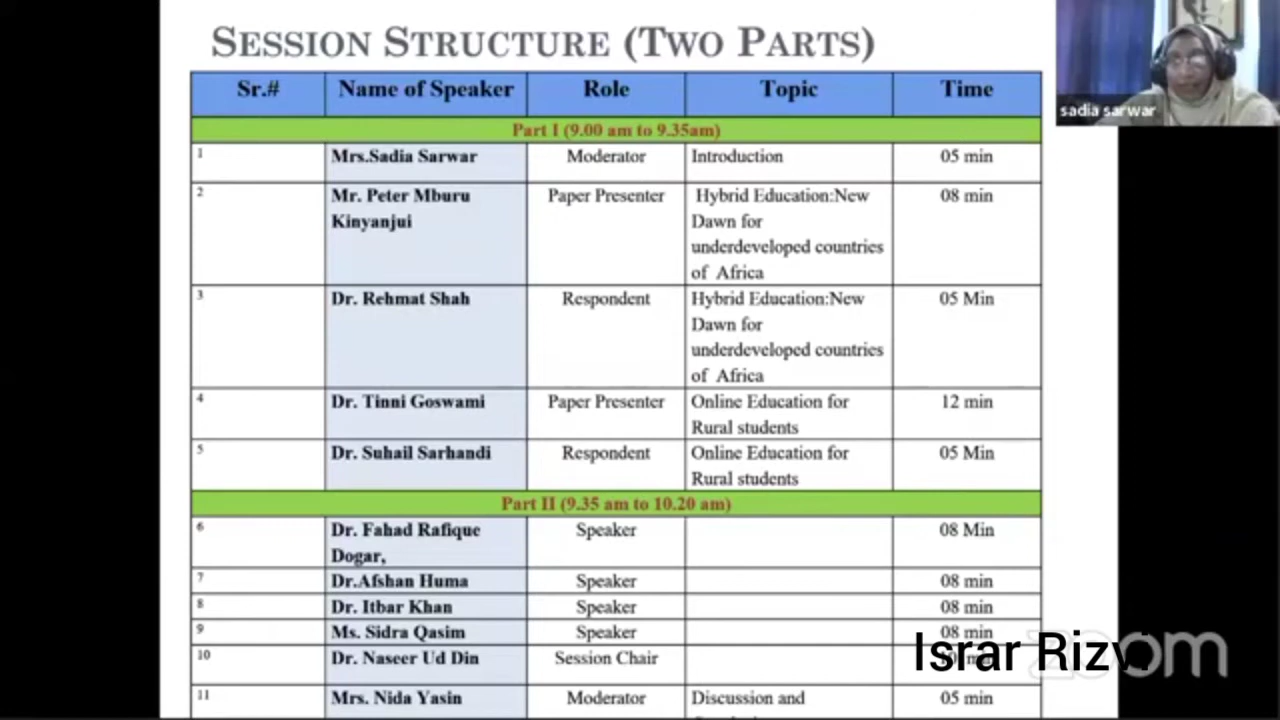 SESSION STRUCTURE (TWO PARTS)
sadia sarwar
Sr.# Name of Speaker Role Topic Time
Part I (9.00 am to 9.35am)
1 Mrs.Sadia Sarwar Moderator Introduction 05 min
2 Mr. Peter Mburu Paper Presenter Hybrid Education:New 08 min
Kinyanjui Dawn for
underdeveloped countries
of Africa
3 Dr. Rehmat Shah Respondent Hybrid Education:New 05 Min
Dawn for
underdeveloped countries
of Africa
4 Dr. Tinni Goswami Paper Presenter Online Education for 12 min
Rural students
5 Dr. Suhail Sarhandi Respondent Online Education for 05 Min
Rural students
Part II (9.35 am to 10.20 am)
6 Dr. Fahad Rafique Speaker 08 Min
Dogar,
7 Dr.Afshan Huma Speaker 08 min
8 Dr. Itbar Khan Speaker 08 min
9 Ms. Sidra Qasim Speaker 08 min
10 Dr. Naseer Ud Din Session Chair
Israr Rizvi
zoom
11 Mrs. Nida Yasin Moderator Discussion and 05 min